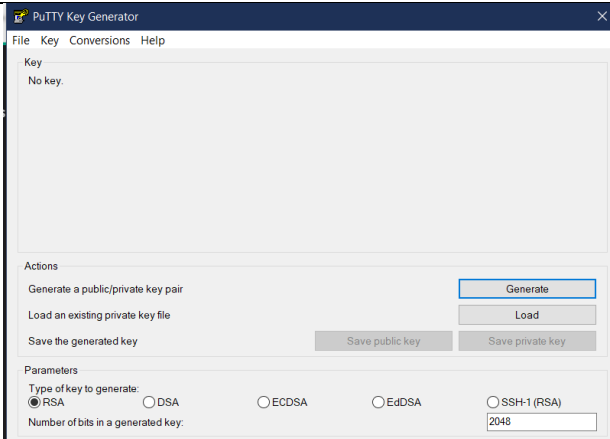 PuTTY Key Generator
File Key Conversions Help
Key
No key.
Actions
Generate a public/private key pair Generate
Load an existing private key file Load
Save the generated key Save public key Save private key
Parameters
Type of key to generate:
RSA DSA ECDSA EdDSA SSH-1 (RSA)
Number of bits in a generated key: 2048